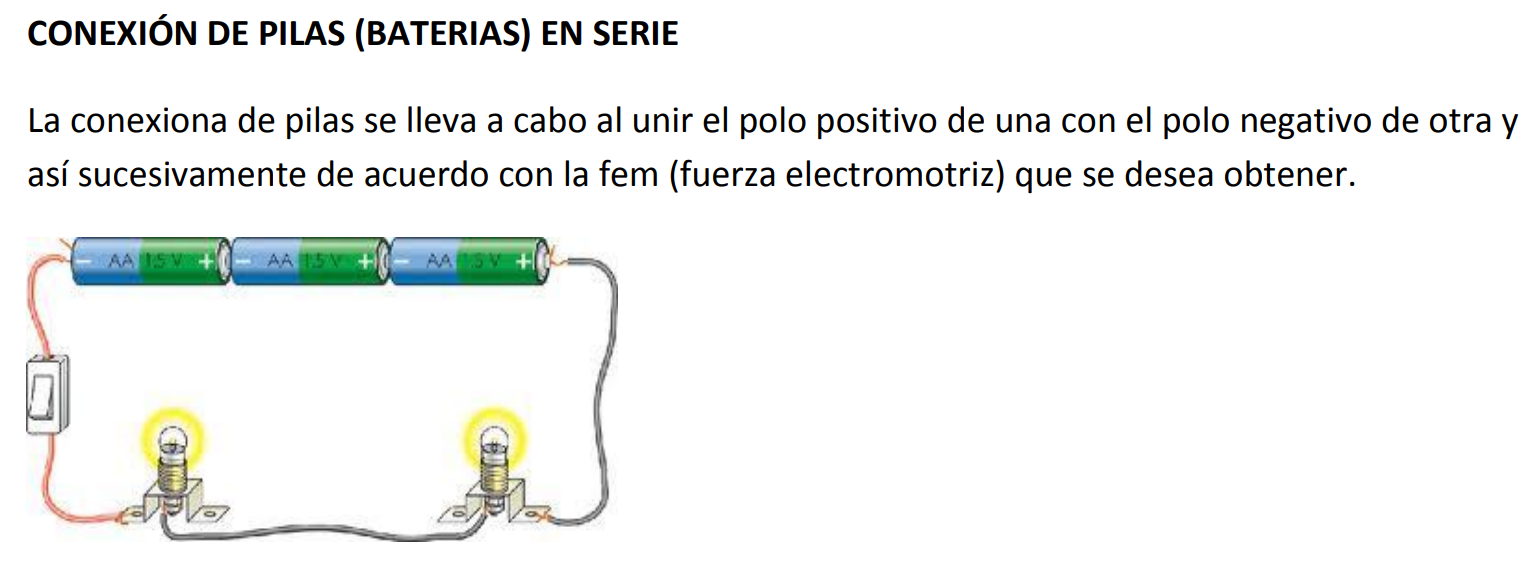 CONEXIÓN DE PILAS (BATERIAS) EN SERIE
La conexiona de pilas se lleva a cabo al unir el polo positivo de una con el polo negativo de otra y
así sucesivamente de acuerdo con la fem (fuerza electromotriz) que se desea obtener.
− AA 1.5 V + − AA 1.5 V + − AA 1.5 V +